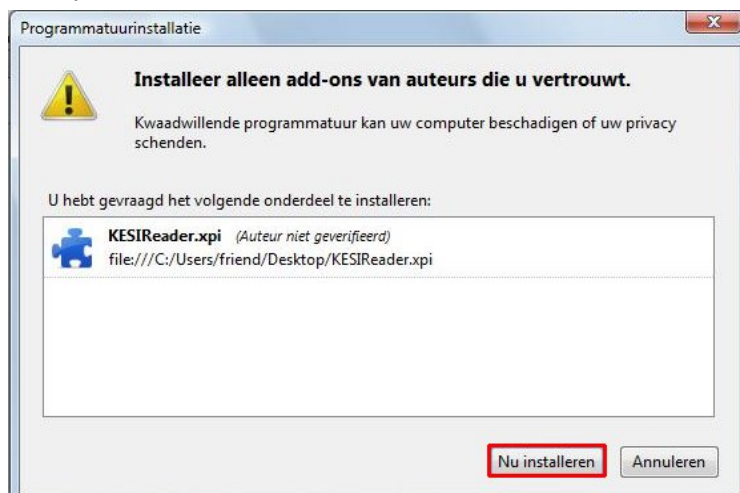 Programmatuurinstallatie
Installeer alleen add-ons van auteurs die u vertrouwt.
Kwaadwillende programmatuur kan uw computer beschadigen of uw privacy
schenden.
U hebt gevraagd het volgende onderdeel te installeren:
KESIReader.xpi (Auteur niet geverifieerd)
file:///C:/Users/friend/Desktop/KESIReader.xpi
Nu installeren Annuleren